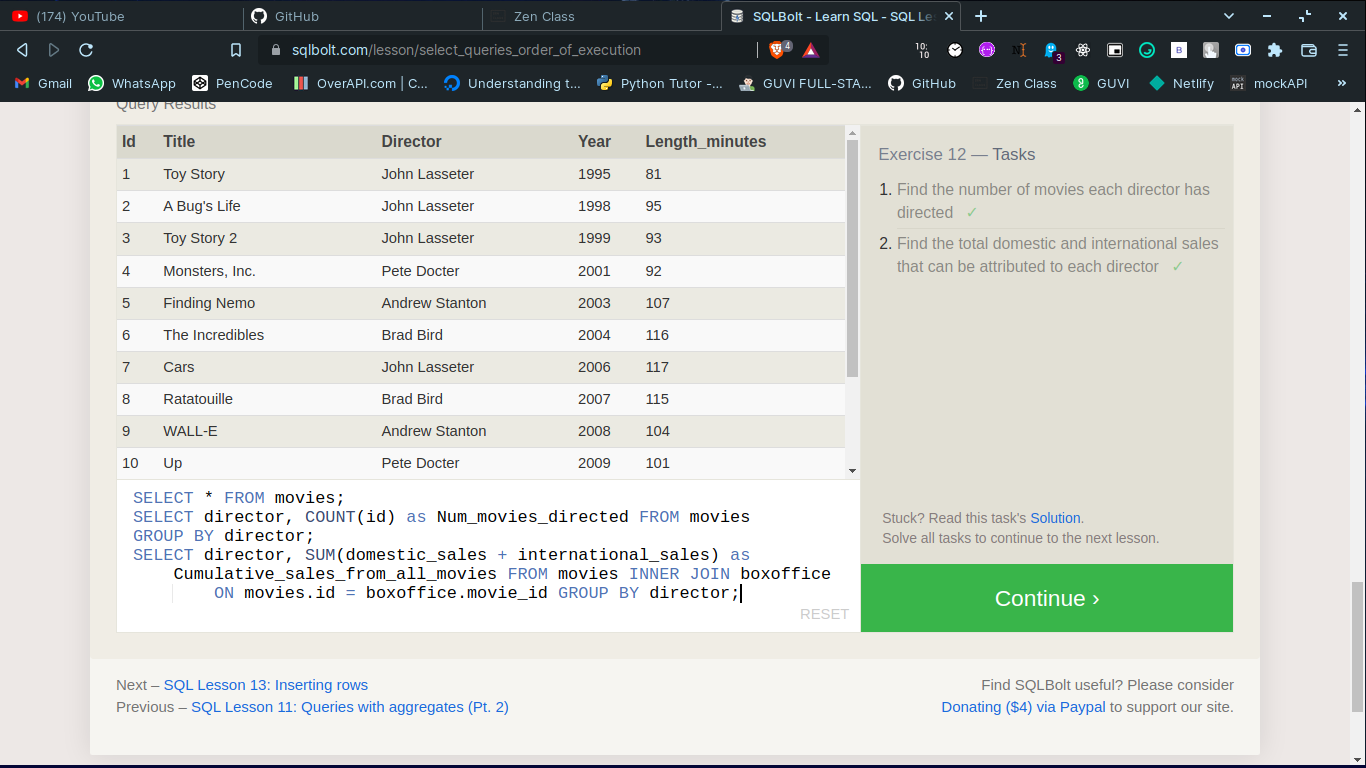 (174) YouTube
GitHub
Zen Class
SQLBolt - Learn SQL - SQL Le
sqlbolt.com/lesson/select_queries_order_of_execution
4
10:
10
3
B
Gmail
WhatsApp
PenCode
OverAPI.com | C...
Understanding t...
Python Tutor -...
GUVI FULL-STA...
GitHub
Zen Class
GUVI
Netlify
mock
API
mockAPI
»
Query Results
Id Title Director Year Length_minutes
1 Toy Story John Lasseter 1995 81
2 A Bug's Life John Lasseter 1998 95
3 Toy Story 2 John Lasseter 1999 93
4 Monsters, Inc. Pete Docter 2001 92
5 Finding Nemo Andrew Stanton 2003 107
6 The Incredibles Brad Bird 2004 116
7 Cars John Lasseter 2006 117
8 Ratatouille Brad Bird 2007 115
9 WALL-E Andrew Stanton 2008 104
10 Up Pete Docter 2009 101
SELECT * FROM movies;
SELECT director, COUNT(id) as Num_movies_directed FROM movies
GROUP BY director;
SELECT director, SUM(domestic_sales + international_sales) as
Cumulative_sales_from_all_movies FROM movies INNER JOIN boxoffice
ON movies.id = boxoffice.movie_id GROUP BY director;
RESET
Exercise 12 — Tasks
1. Find the number of movies each director has
directed ✓
2. Find the total domestic and international sales
that can be attributed to each director ✓
Stuck? Read this task's Solution.
Solve all tasks to continue to the next lesson.
Continue ›
Next – SQL Lesson 13: Inserting rows
Previous – SQL Lesson 11: Queries with aggregates (Pt. 2)
Find SQLBolt useful? Please consider
Donating ($4) via Paypal to support our site.